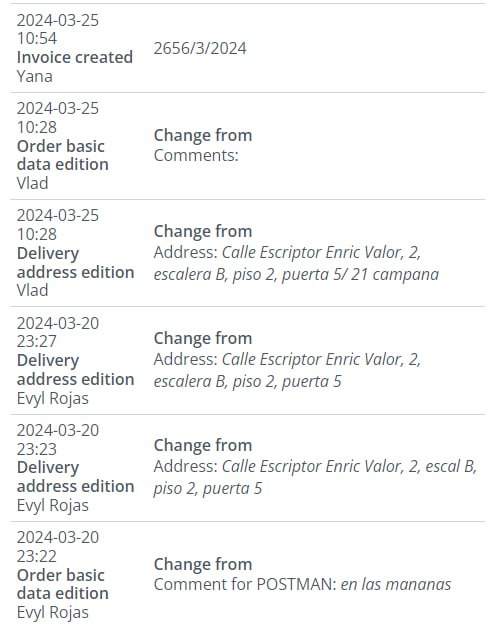 2024-03-25
10:54
Invoice created
Yana
2656/3/2024
2024-03-25
10:28
Order basic
data edition
Vlad
Change from
Comments:
2024-03-25
10:28
Delivery
address edition
Vlad
Change from
Address: Calle Escriptor Enric Valor, 2,
escalera B, piso 2, puerta 5/ 21 campana
2024-03-20
23:27
Delivery
address edition
Evyl Rojas
Change from
Address: Calle Escriptor Enric Valor, 2,
escalera B, piso 2, puerta 5
2024-03-20
23:23
Delivery
address edition
Evyl Rojas
Change from
Address: Calle Escriptor Enric Valor, 2, escal B,
piso 2, puerta 5
2024-03-20
23:22
Order basic
data edition
Evyl Rojas
Change from
Comment for POSTMAN: en las mananas